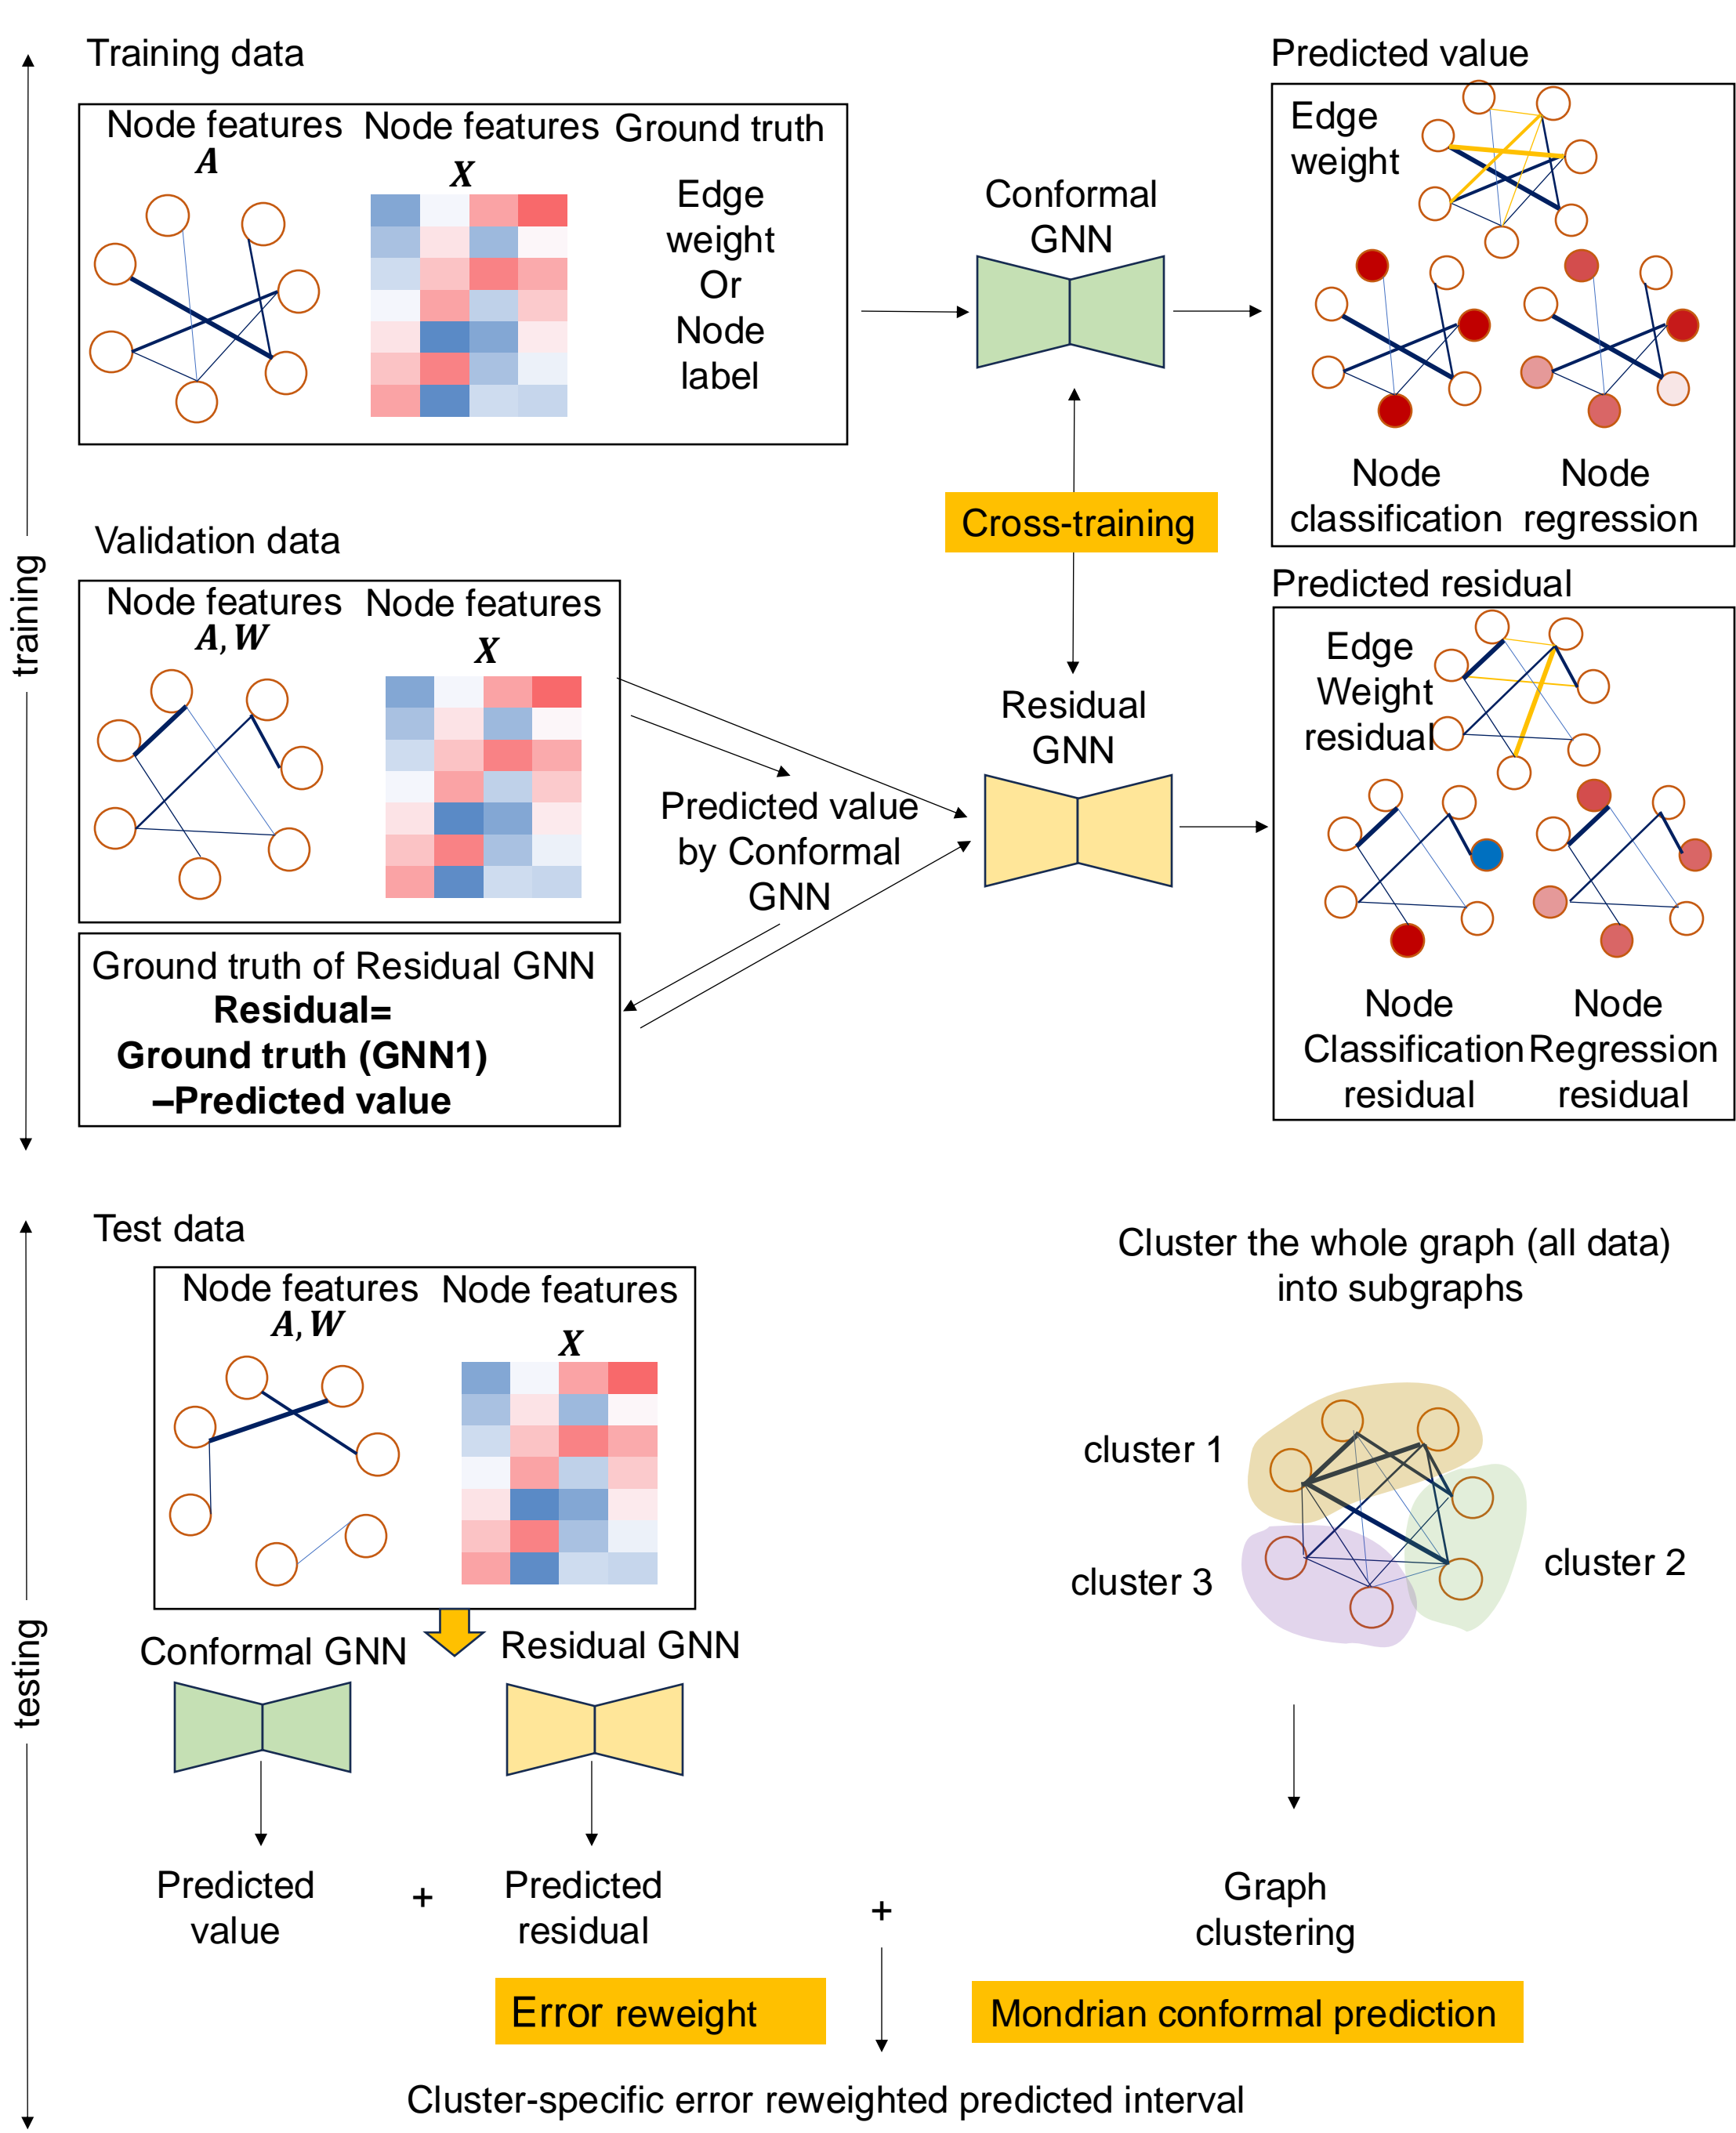 Training data
Node features
A
Node features
X
Ground truth
Edge
weight
Or
Node
label
Conformal
GNN
Predicted value
Edge
weight
Node
classification
Node
regression
Cross-training
training
Validation data
Node features
A, W
Node features
X
Predicted value
by Conformal
GNN
Residual
GNN
Predicted residual
Edge
Weight
residual
Node
Classification
residual
Node
Regression
residual
Ground truth of Residual GNN
Residual=
Ground truth (GNN1)
–Predicted value
testing
Test data
Node features
A, W
Node features
X
Conformal GNN
Residual GNN
Predicted
value
+
Predicted
residual
+
Cluster the whole graph (all data)
into subgraphs
cluster 1
cluster 2
cluster 3
Graph
clustering
Error reweight
Mondrian conformal prediction
Cluster-specific error reweighted predicted interval